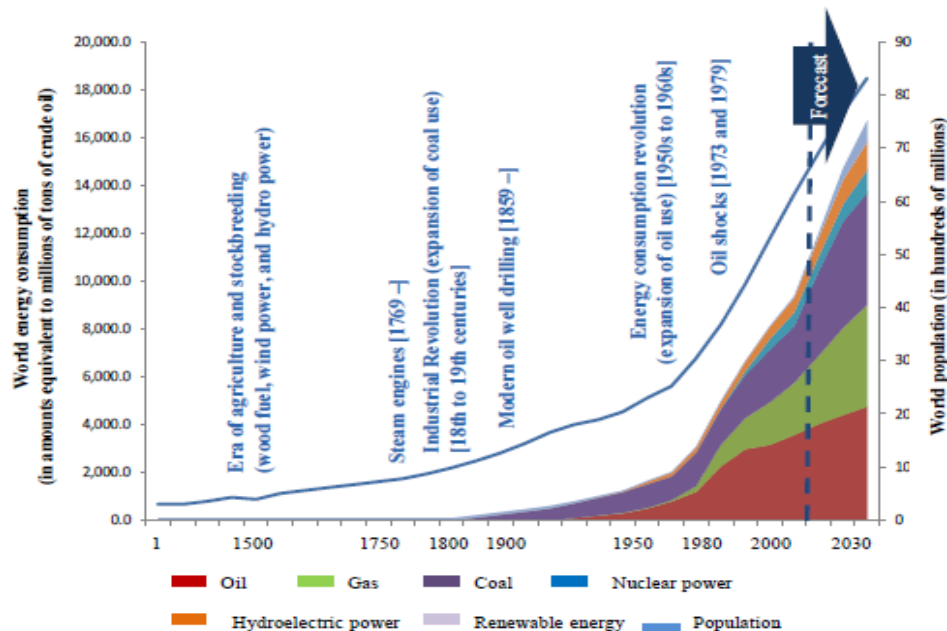 World energy consumption
(in amounts equivalent to millions of tons of crude oil)
20,000.0
18,000.0
16,000.0
14,000.0
12,000.0
10,000.0
8,000.0
6,000.0
4,000.0
2,000.0
0.0
Era of agriculture and stockbreeding
(wood fuel, wind power, and hydro power)
Steam engines [1769 –]
Industrial Revolution (expansion of coal use)
[18th to 19th centuries]
Modern oil well drilling [1859 –]
Energy consumption revolution
(expansion of oil use) [1950s to 1960s]
Oil shocks [1973 and 1979]
Forecast
90
80
70
60
50
40
30
20
10
0
World population (in hundreds of millions)
1 1500 1750 1800 1900 1950 1980 2000 2030
Oil Gas Coal Nuclear power
Hydroelectric power Renewable energy Population